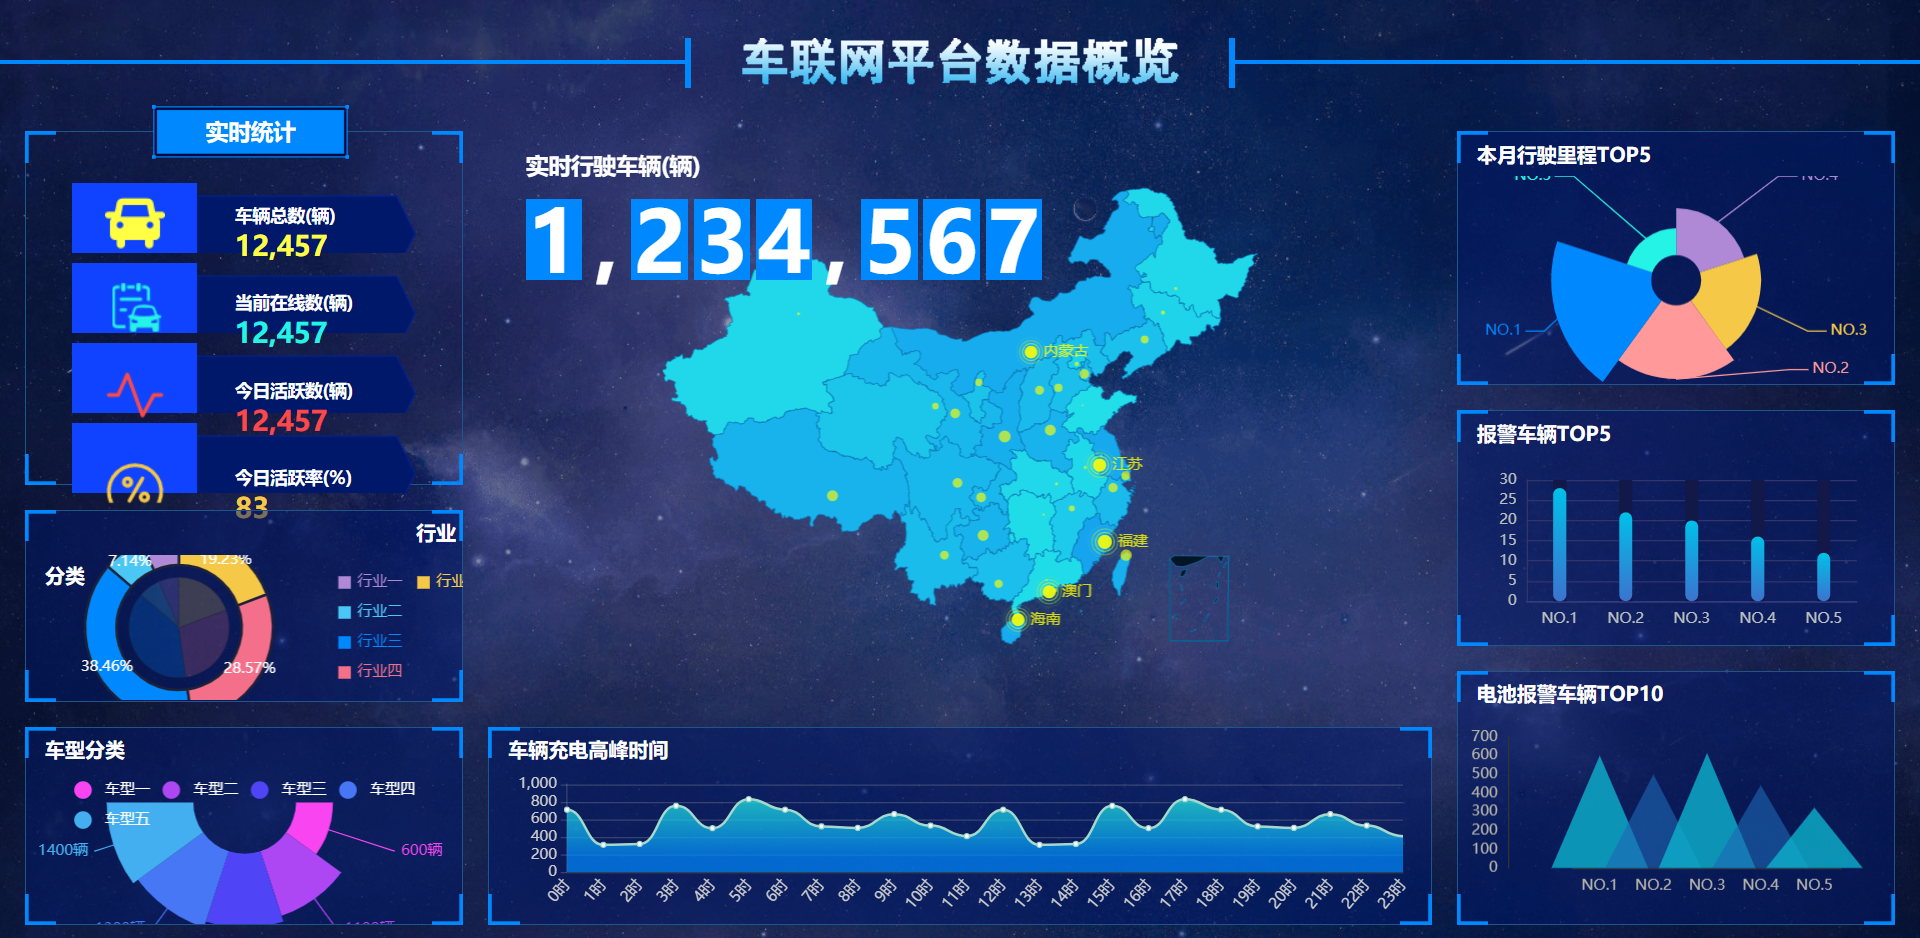 车联网平台数据概览
实时统计
车辆总数(辆)
12,457
当前在线数(辆)
12,457
今日活跃数(辆)
12,457
今日活跃率(%)
83
行业
分类
7.14%
19.23%
38.46%
28.57%
行业一
行业
行业二
行业三
行业四
车型分类
车型一 车型二 车型三 车型四
车型五
1400辆
600辆
实时行驶车辆(辆)
1,234,567
内蒙古
江苏
福建
澳门
海南
车辆充电高峰时间
1,000
800
600
400
200
0
0时 1时 2时 3时 4时 5时 6时 7时 8时 9时 10时 11时 12时 13时 14时 15时 16时 17时 18时 19时 20时 21时 22时 23时
本月行驶里程TOP5
NO.5
NO.4
NO.1
NO.3
NO.2
报警车辆TOP5
30
25
20
15
10
5
0
NO.1 NO.2 NO.3 NO.4 NO.5
电池报警车辆TOP10
700
600
500
400
300
200
100
0
NO.1 NO.2 NO.3 NO.4 NO.5